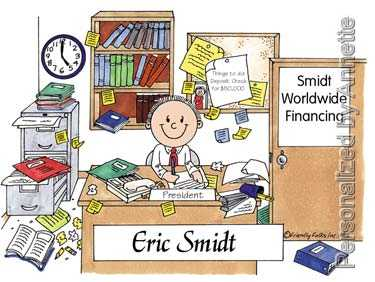 Things to do
Deposit Check
for $150,000
Smidt
Worldwide
Financing
President
Eric Smidt
©Friendly Folks Inc.
Personalized by Annette